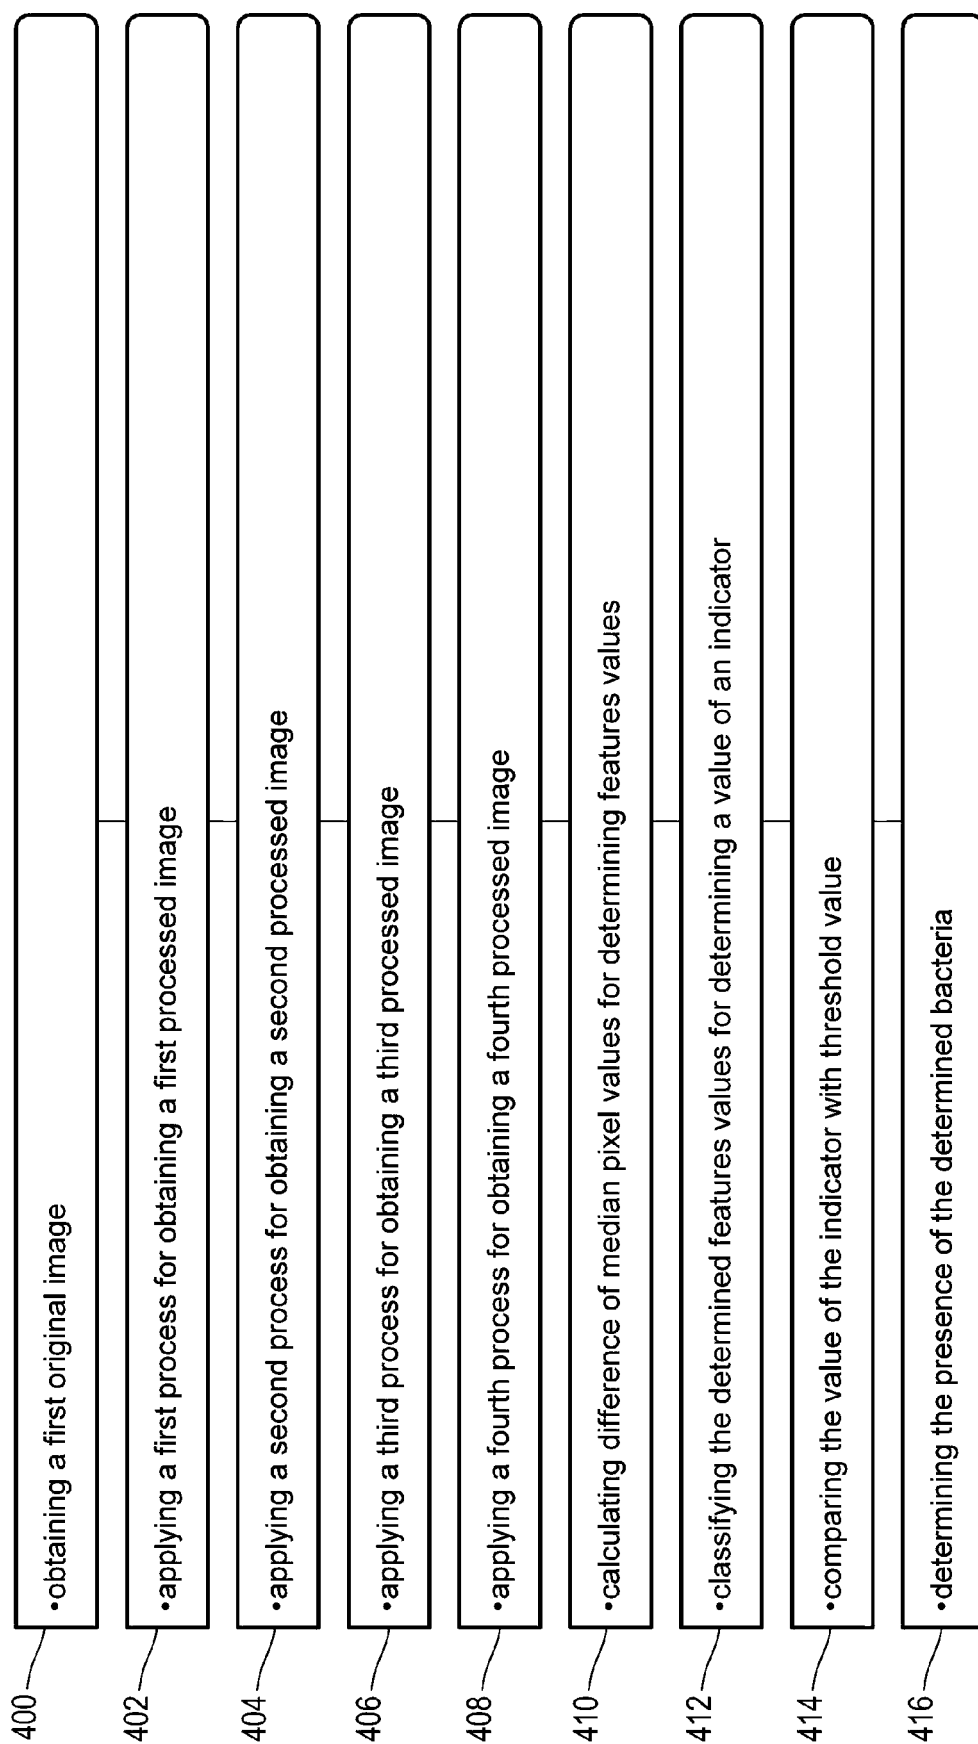 400
•obtaining a first original image
402
•applying a first process for obtaining a first processed image
404
•applying a second process for obtaining a second processed image
406
•applying a third process for obtaining a third processed image
408
•applying a fourth process for obtaining a fourth processed image
410
•calculating difference of median pixel values for determining features values
412
•classifying the determined features values for determining a value of an indicator
414
•comparing the value of the indicator with threshold value
416
•determining the presence of the determined bacteria